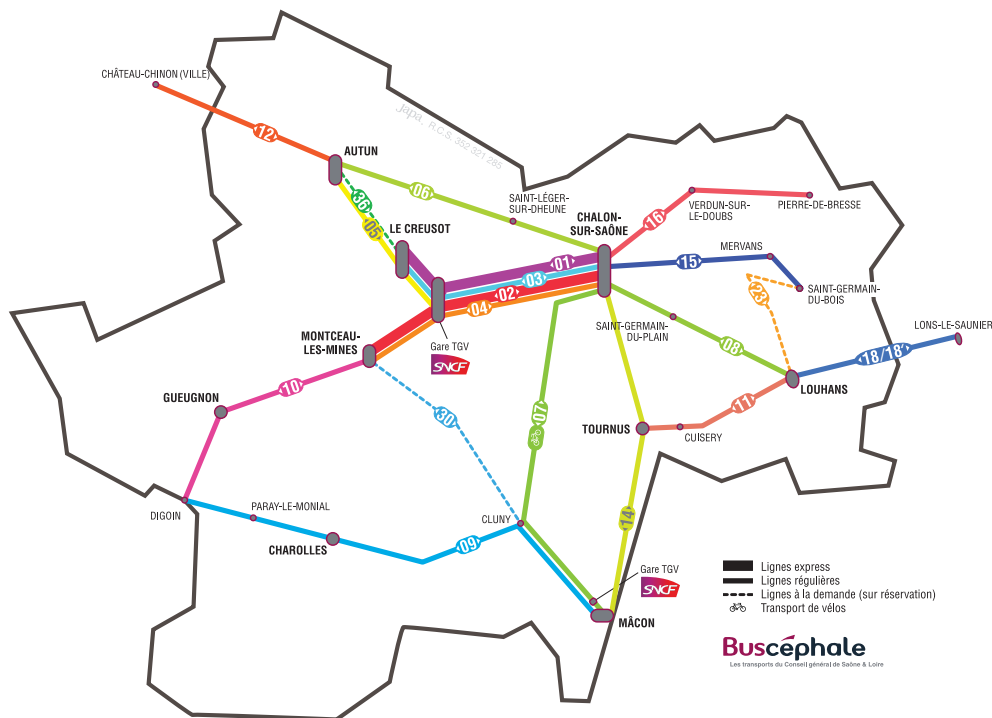 CHÂTEAU-CHINON (VILLE)
12
japa. R.C.S. 352 321 285
AUTUN
36
05
06
SAINT-LÉGER-
SUR-DHEUNE
LE CREUSOT
CHALON-
SUR-SAÔNE
16
VERDUN-SUR-
LE-DOUBS
PIERRE-DE-BRESSE
01
03
02
04
15
MERVANS
SAINT-GERMAIN-
DU-BOIS
23
MONTCEAU-
LES-MINES
Gare TGV
SNCF
SAINT-GERMAIN-
DU-PLAIN
08
LONS-LE-SAUNIER
18/18
LOUHANS
10
GUEUGNON
30
07
TOURNUS
11
CUISERY
DIGOIN
PARAY-LE-MONIAL
CHAROLLES
09
CLUNY
14
Gare TGV
SNCF
MÂCON
Lignes express
Lignes régulières
Lignes à la demande (sur réservation)
Transport de vélos
Buscéphale
Les transports du Conseil général de Saône & Loire